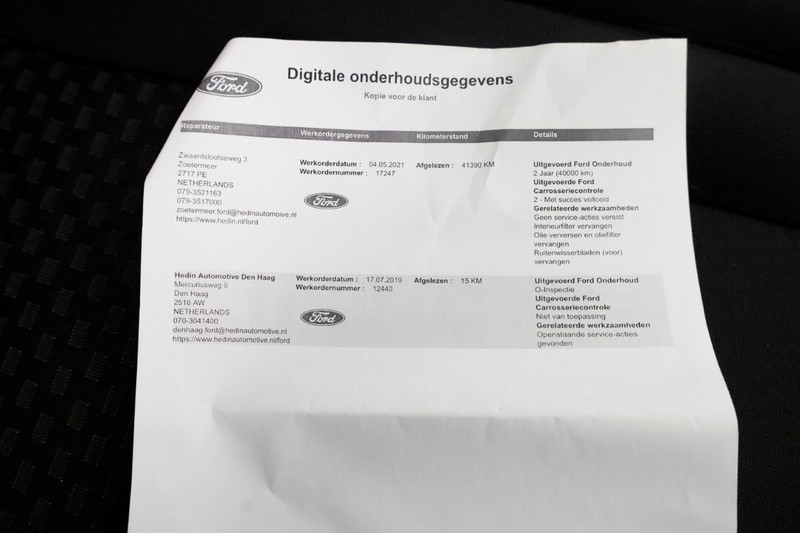 Ford
Digitale onderhoudsgegevens
Kopie voor de klant
Reparateur Werkordergegevens Kilometerstand Details
Zwaardslootseweg 3
Zoetermeer
2717 PE
NETHERLANDS
079-3521163
079-3517000
zoetermeer.ford@hedinautomoive.nl
https://www.hedin.nl/ford
Werkorderdatum : 04.05.2021
Werkordernummer : 17247
Ford
Afgelezen : 41390 KM
Uitgevoerd Ford Onderhoud
2 Jaar (40000 km)
Uitgevoerde Ford
Carrosseriecontrole
2 - Met succes voltooid
Gerelateerde werkzaamheden
Geen service-acties vereist
Interieurfilter vervangen
Olie verversen en oliefilter
vervangen
Ruitenwisserbladen (voor)
vervangen
Hedin Automotive Den Haag
Mercuriusweg 9
Den Haag
2516 AW
NETHERLANDS
070-3041400
denhaag.ford@hedinautomotive.nl
https://www.hedinautomotive.nl/ford
Werkorderdatum : 17.07.2019
Werkordernummer : 12440
Ford
Afgelezen : 15 KM
Uitgevoerd Ford Onderhoud
O-Inspectie
Uitgevoerde Ford
Carrosseriecontrole
Niet van toepassing
Gerelateerde werkzaamheden
Openstaande service-acties
gevonden